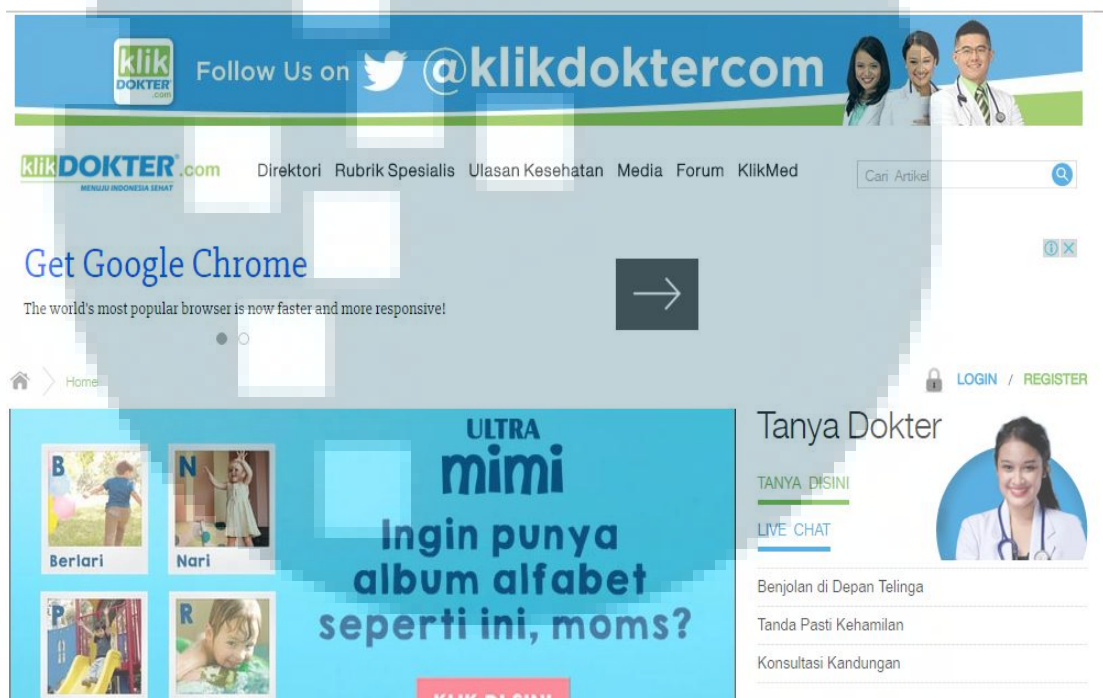 klik
DOKTER
.com
Follow Us on @klikdoktercom
klikDOKTER.com
MENUJU INDONESIA SEHAT
Direktori Rubrik Spesialis Ulasan Kesehatan Media Forum KlikMed
Cari Artikel
Get Google Chrome
The world's most popular browser is now faster and more responsive!
Home
LOGIN / REGISTER
B
Berlari
N
Nari
P
R
ULTRA
mimi
Ingin punya
album alfabet
seperti ini, moms?
KLIK DI SINI
Tanya Dokter
TANYA DISINI
LIVE CHAT
Benjolan di Depan Telinga
Tanda Pasti Kehamilan
Konsultasi Kandungan